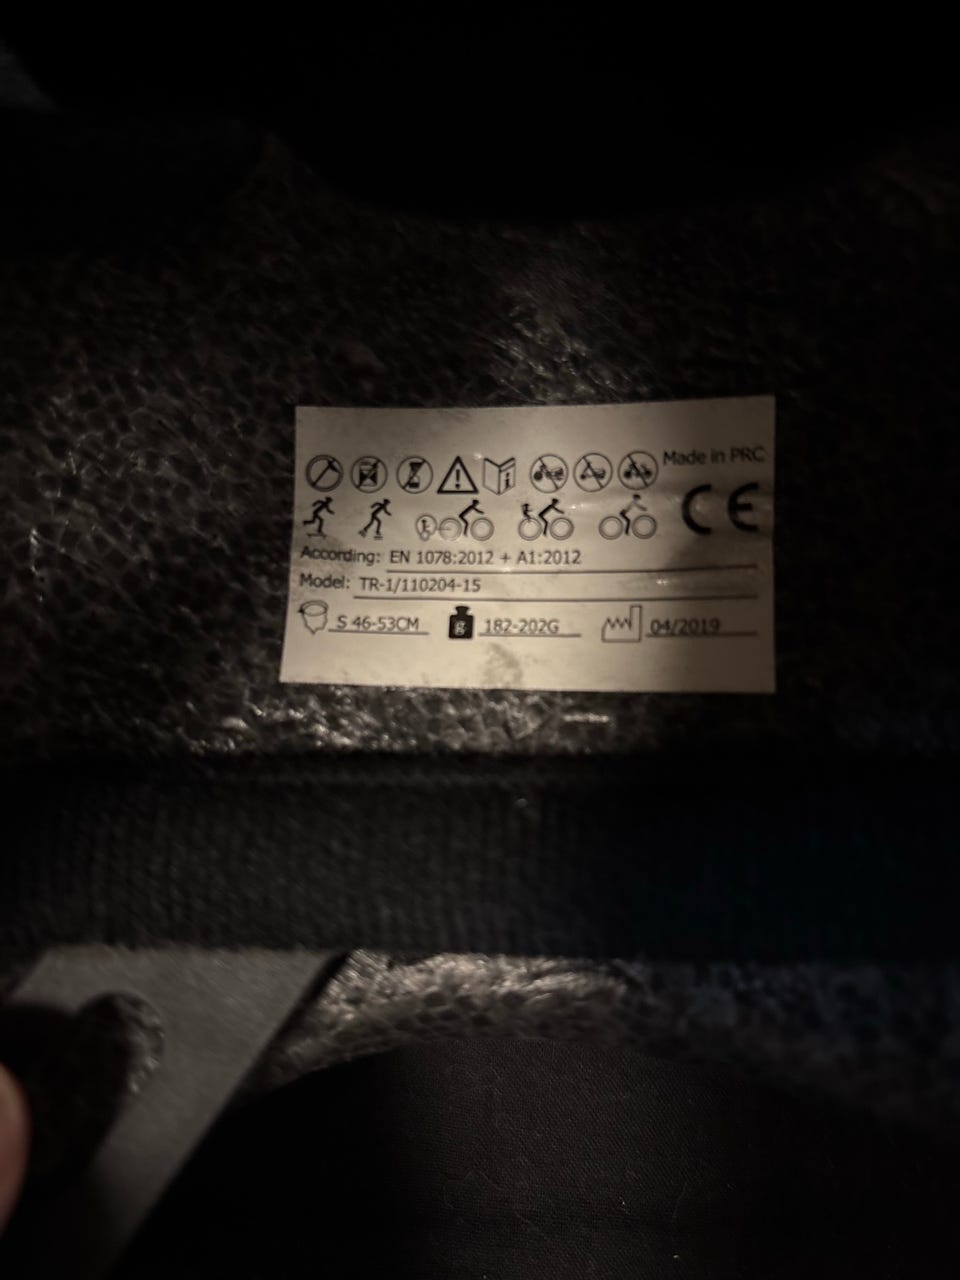 Made in PRC
CE
According: EN 1078:2012 + A1:2012
Model: TR-1/110204-15
S 46-53CM g 182-202G 04/2019